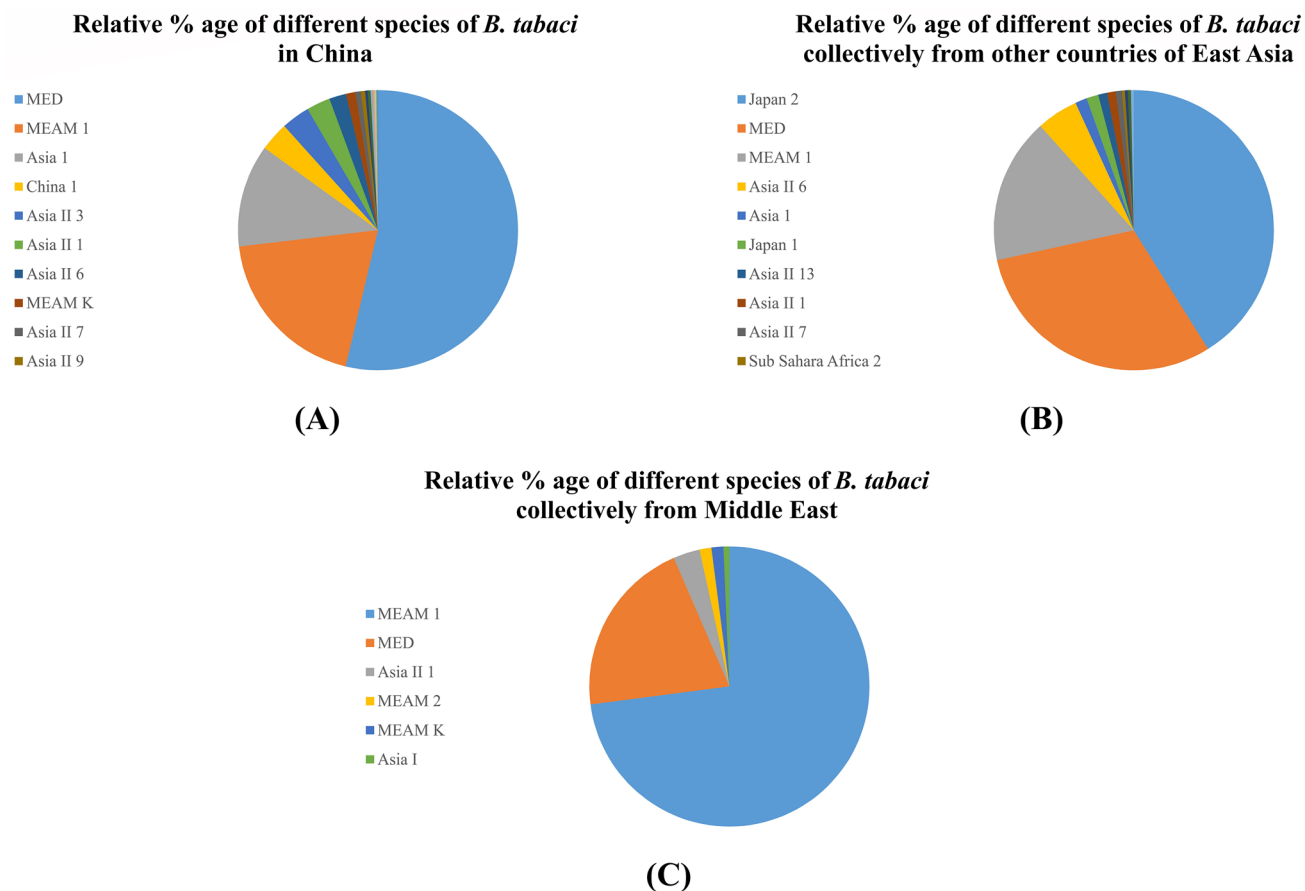 Relative % age of different species of B. tabaci
in China
MED
MEAM 1
Asia 1
China 1
Asia II 3
Asia II 1
Asia II 6
MEAM K
Asia II 7
Asia II 9
(A)
Relative % age of different species of B. tabaci
collectively from other countries of East Asia
Japan 2
MED
MEAM 1
Asia II 6
Asia 1
Japan 1
Asia II 13
Asia II 1
Asia II 7
Sub Sahara Africa 2
(B)
Relative % age of different species of B. tabaci
collectively from Middle East
MEAM 1
MED
Asia II 1
MEAM 2
MEAM K
Asia I
(C)